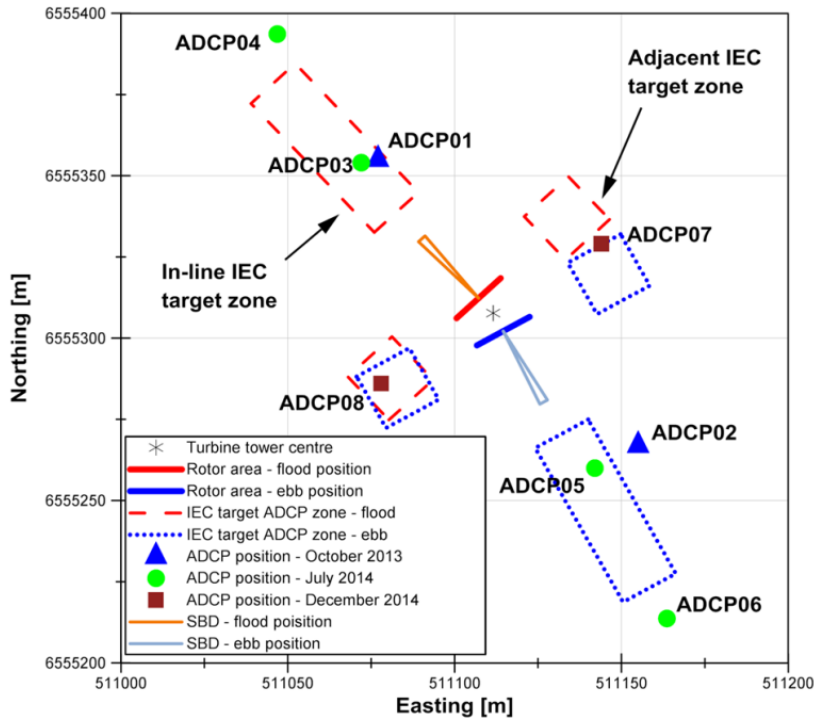 6555400
6555350
6555300
6555250
6555200
Northing [m]
ADCP04
Adjacent IEC
target zone
ADCP01
ADCP03
ADCP07
In-line IEC
target zone
ADCP08
ADCP02
ADCP05
ADCP06
Turbine tower centre
Rotor area - flood position
Rotor area - ebb position
IEC target ADCP zone - flood
IEC target ADCP zone - ebb
ADCP position - October 2013
ADCP position - July 2014
ADCP position - December 2014
SBD - flood poisition
SBD - ebb position
511000
511050
511100
511150
511200
Easting [m]